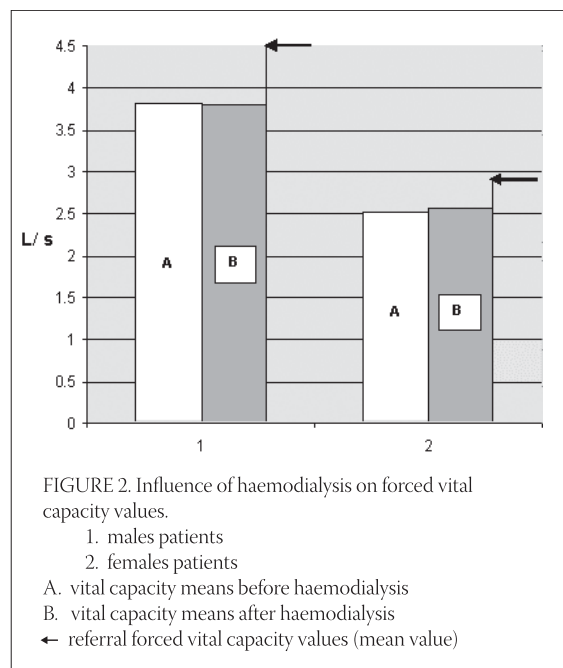 4.5
4
3.5
3
2.5
L/ s
2
1.5
1
0.5
0
A
B
A
B
1
2
FIGURE 2. Influence of haemodialysis on forced vital
capacity values.
1. males patients
2. females patients
A. vital capacity means before haemodialysis
B. vital capacity means after haemodialysis
← referral forced vital capacity values (mean value)